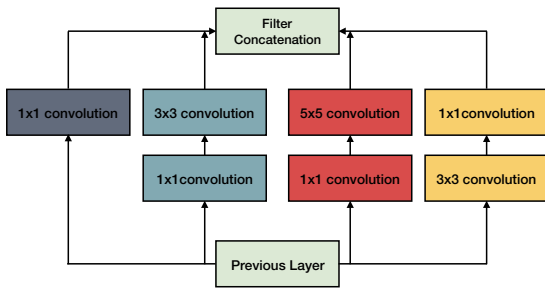 Filter
Concatenation
1x1 convolution
3x3 convolution
5x5 convolution
1x1convolution
1x1convolution
1x1 convolution
3x3 convolution
Previous Layer